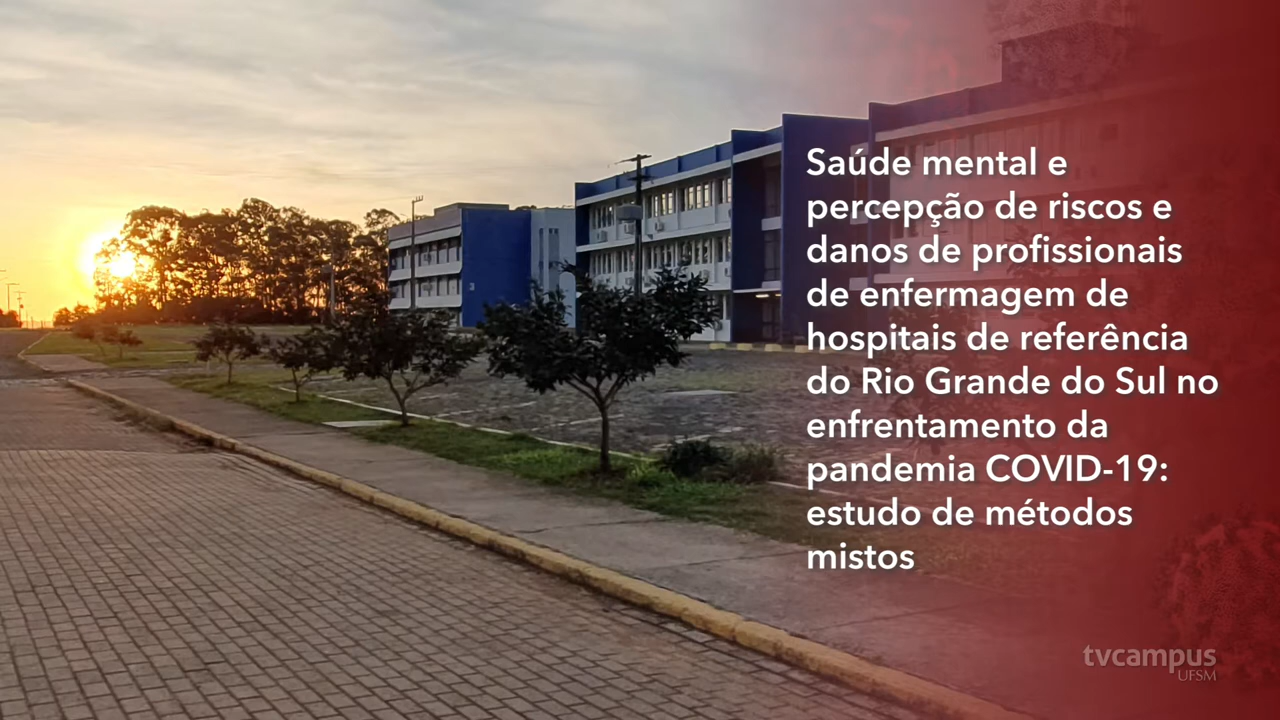 Saúde mental e
percepção de riscos e
danos de profissionais
de enfermagem de
hospitais de referência
do Rio Grande do Sul no
enfrentamento da
pandemia COVID-19:
estudo de métodos
mistos
tvcampus
UFSM